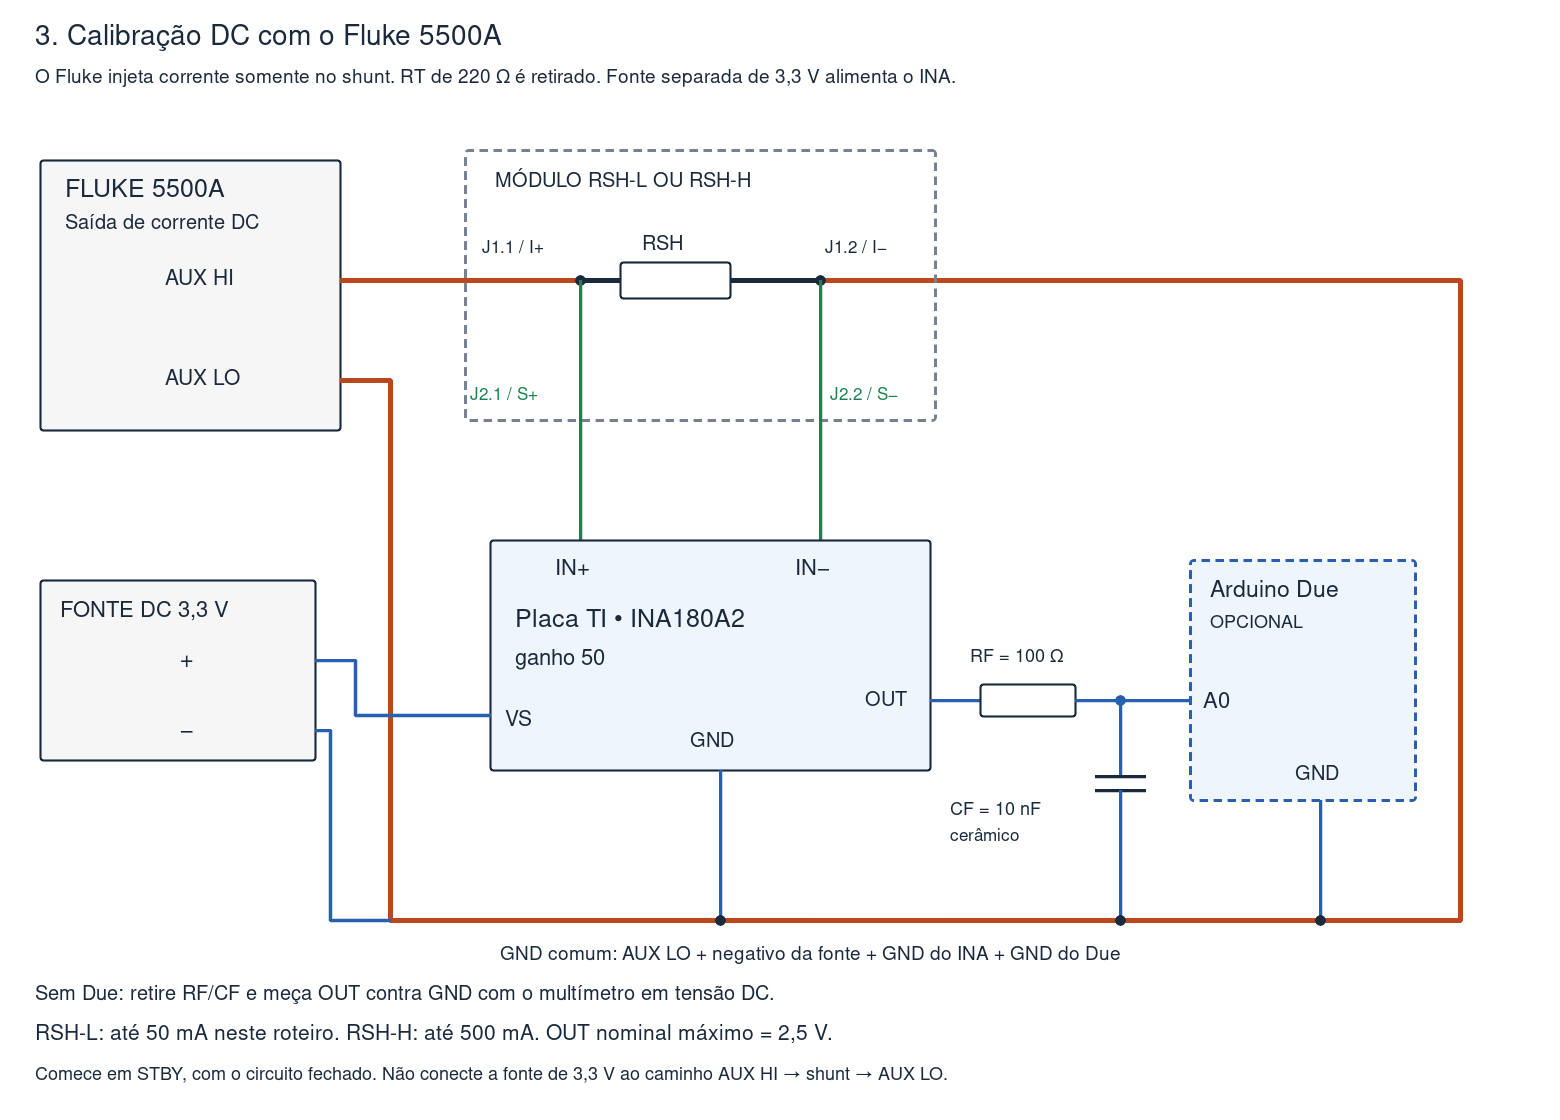 3. Calibração DC com o Fluke 5500A
O Fluke injeta corrente somente no shunt. RT de 220 Ω é retirado. Fonte separada de 3,3 V alimenta o INA.
FLUKE 5500A
Saída de corrente DC
AUX HI
AUX LO
MÓDULO RSH-L OU RSH-H
J1.1 / I+
RSH
J1.2 / I−
J2.1 / S+
J2.2 / S−
FONTE DC 3,3 V
+
−
IN+
IN−
Placa TI • INA180A2
ganho 50
VS
OUT
GND
RF = 100 Ω
CF = 10 nF
cerâmico
Arduino Due
OPCIONAL
A0
GND
GND comum: AUX LO + negativo da fonte + GND do INA + GND do Due
Sem Due: retire RF/CF e meça OUT contra GND com o multímetro em tensão DC.
RSH-L: até 50 mA neste roteiro. RSH-H: até 500 mA. OUT nominal máximo = 2,5 V.
Comece em STBY, com o circuito fechado. Não conecte a fonte de 3,3 V ao caminho AUX HI → shunt → AUX LO.